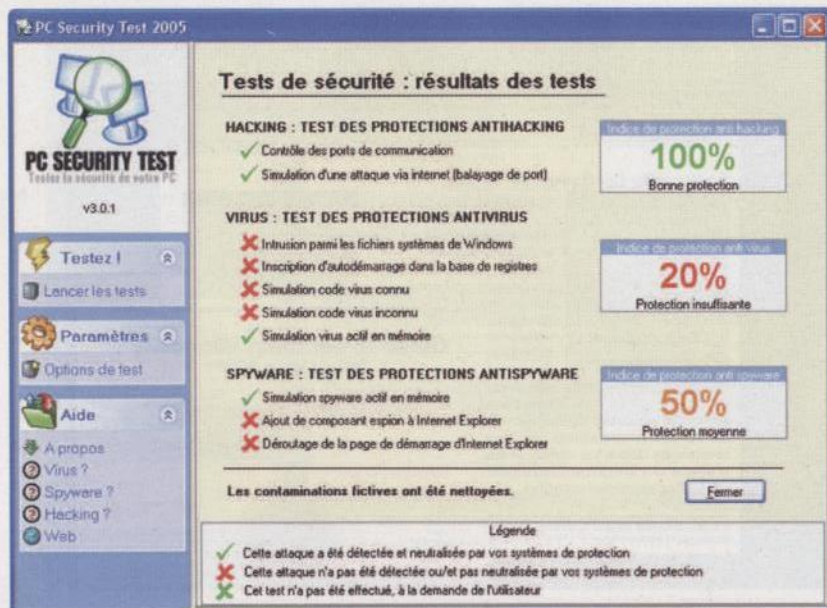 PC Security Test 2005
PC SECURITY TEST
Testez la sécurité de votre PC
v3.0.1
Testez !
Lancer les tests
Paramètres
Options de test
Aide
A propos
Virus ?
Spyware ?
Hacking ?
Web
Tests de sécurité : résultats des tests
HACKING : TEST DES PROTECTIONS ANTIHACKING
Contrôle des ports de communication
Simulation d'une attaque via internet (balayage de port)
Indice de protection anti hacking
100%
Bonne protection
VIRUS : TEST DES PROTECTIONS ANTIVIRUS
Intrusion parmi les fichiers systèmes de Windows
Inscription d'autodémarrage dans la base de registres
Simulation code virus connu
Simulation code virus inconnu
Simulation virus actif en mémoire
Indice de protection anti virus
20%
Protection insuffisante
SPYWARE : TEST DES PROTECTIONS ANTISPYWARE
Simulation spyware actif en mémoire
Ajout de composant espion à Internet Explorer
Déroutage de la page de démarrage d'Internet Explorer
Indice de protection anti spyware
50%
Protection moyenne
Les contaminations fictives ont été nettoyées.
Fermer
Légende
Cette attaque a été détectée et neutralisée par vos systèmes de protection
Cette attaque n'a pas été détectée ou/et pas neutralisée par vos systèmes de protection
Cet test n'a pas été effectué, à la demande de l'utilisateur